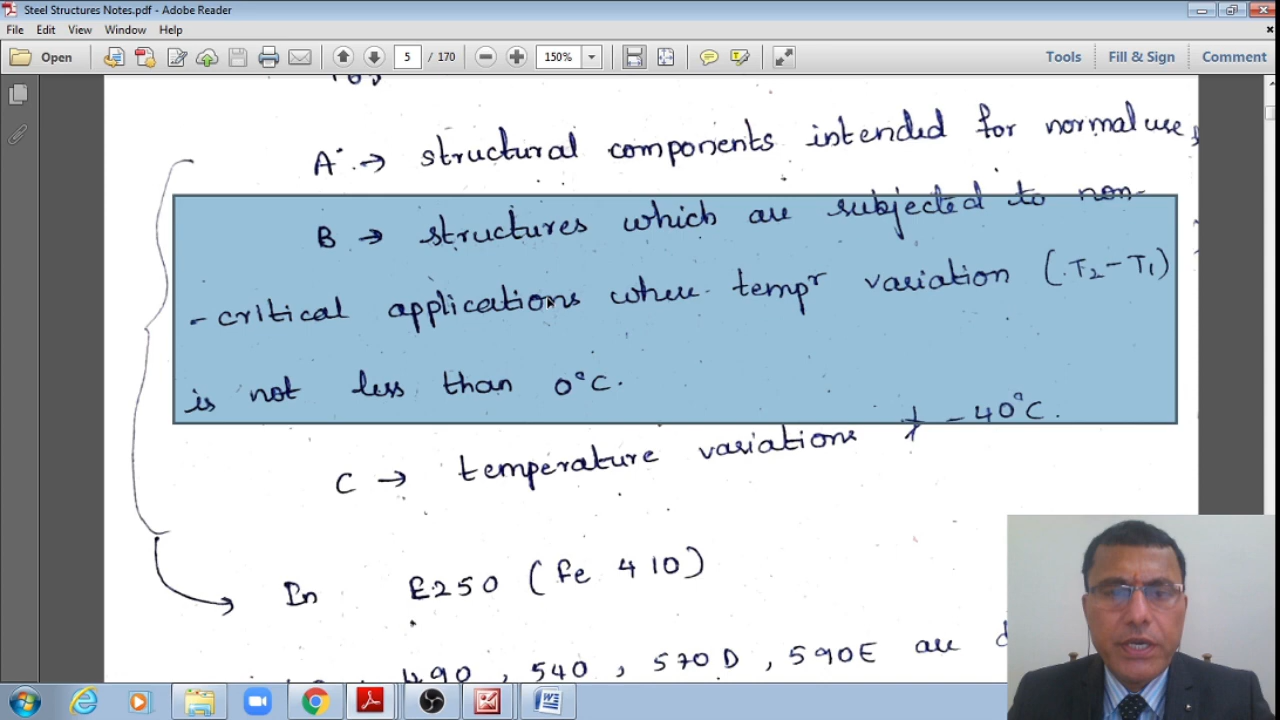 Steel Structures Notes.pdf - Adobe Reader
File Edit View Window Help
Open 5 / 170 150% Tools Fill & Sign Comment
A → structural components intended for normal use,
B → structures which are subjected to non-
- critical applications where tempr variation (T2 - T1)
is not less than 0°C.
C → temperature variations ≮ - 40°C.
In E250 (Fe 410)
490, 540, 570D, 590E are